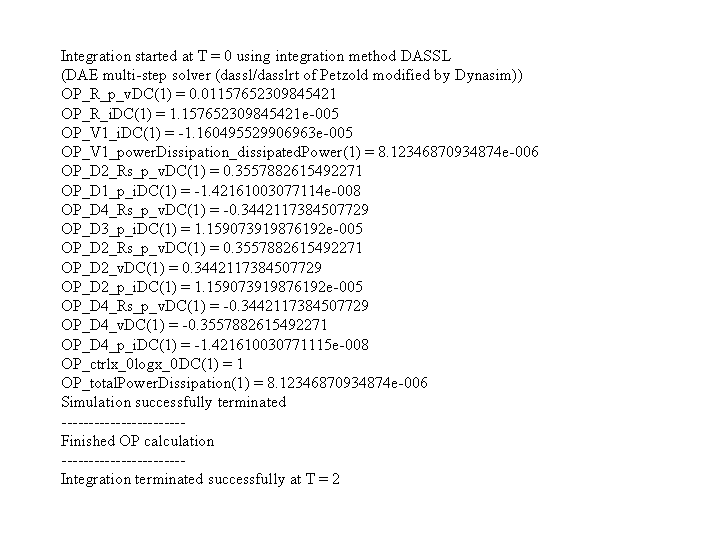 Integration started at T = 0 using integration method DASSL
(DAE multi-step solver (dassl/dasslrt of Petzold modified by Dynasim))
OP_R_p_vDC(1) = 0.01157652309845421
OP_R_iDC(1) = 1.157652309845421e-005
OP_V1_iDC(1) = -1.160495529906963e-005
OP_V1_powerDissipation_dissipatedPower(1) = 8.12346870934874e-006
OP_D2_Rs_p_vDC(1) = 0.3557882615492271
OP_D1_p_iDC(1) = -1.42161003077114e-008
OP_D4_Rs_p_vDC(1) = -0.3442117384507729
OP_D3_p_iDC(1) = 1.159073919876192e-005
OP_D2_Rs_p_vDC(1) = 0.3557882615492271
OP_D2_vDC(1) = 0.3442117384507729
OP_D2_p_iDC(1) = 1.159073919876192e-005
OP_D4_Rs_p_vDC(1) = -0.3442117384507729
OP_D4_vDC(1) = -0.3557882615492271
OP_D4_p_iDC(1) = -1.421610030771115e-008
OP_ctrlx_0logx_0DC(1) = 1
OP_totalPowerDissipation(1) = 8.12346870934874e-006
Simulation successfully terminated
-----------------------
Finished OP calculation
-----------------------
Integration terminated successfully at T = 2